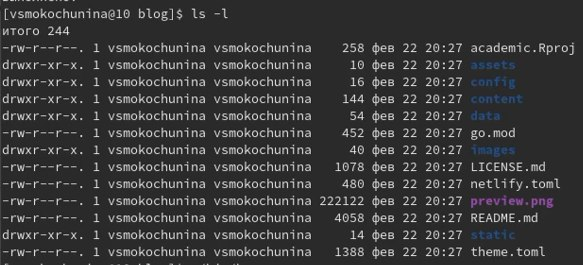 [vsmokochunina@10 blog]$ ls -l
итого 244
-rw-r--r--. 1 vsmokochunina vsmokochunina    258 фев 22 20:27 academic.Rproj
drwxr-xr-x. 1 vsmokochunina vsmokochunina     10 фев 22 20:27 assets
drwxr-xr-x. 1 vsmokochunina vsmokochunina     16 фев 22 20:27 config
drwxr-xr-x. 1 vsmokochunina vsmokochunina    144 фев 22 20:27 content
drwxr-xr-x. 1 vsmokochunina vsmokochunina     54 фев 22 20:27 data
-rw-r--r--. 1 vsmokochunina vsmokochunina    452 фев 22 20:27 go.mod
drwxr-xr-x. 1 vsmokochunina vsmokochunina     40 фев 22 20:27 images
-rw-r--r--. 1 vsmokochunina vsmokochunina   1078 фев 22 20:27 LICENSE.md
-rw-r--r--. 1 vsmokochunina vsmokochunina    480 фев 22 20:27 netlify.toml
-rw-r--r--. 1 vsmokochunina vsmokochunina 222122 фев 22 20:27 preview.png
-rw-r--r--. 1 vsmokochunina vsmokochunina   4058 фев 22 20:27 README.md
drwxr-xr-x. 1 vsmokochunina vsmokochunina     14 фев 22 20:27 static
-rw-r--r--. 1 vsmokochunina vsmokochunina   1388 фев 22 20:27 theme.toml